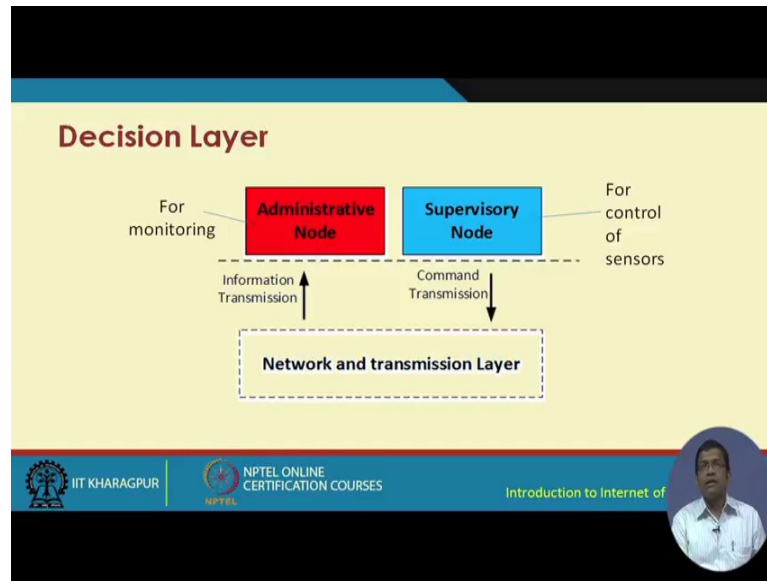 Decision Layer
For
monitoring
Administrative
Node
Supervisory
Node
For
control
of
sensors
Information
Transmission
Command
Transmission
Network and transmission Layer
IIT KHARAGPUR
NPTEL
NPTEL ONLINE
CERTIFICATION COURSES
Introduction to Internet of